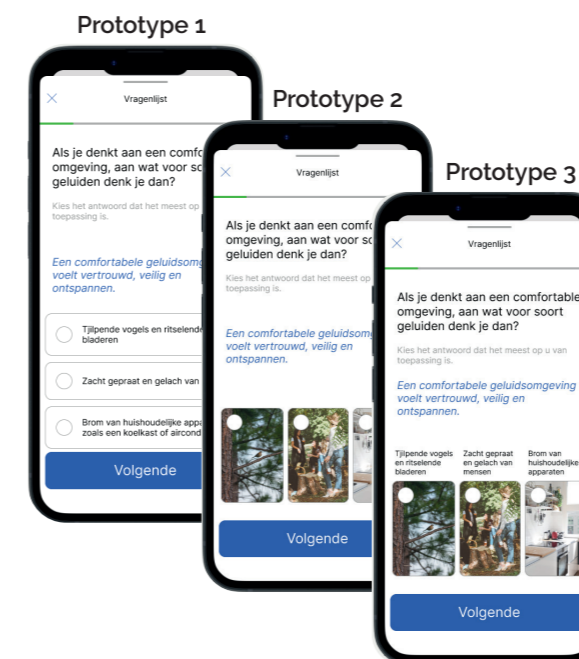 Prototype 1
Vragenlijst
Als je denkt aan een comfo
omgeving, aan wat voor so
geluiden denk je dan?
Kies het antwoord dat het meest op
toepassing is.
Een comfortabele geluidsom
voelt vertrouwd, veilig en
ontspannen.
Tjilpende vogels en ritselend
bladeren
Zacht gepraat en gelach van
Brom van huishoudelijke appa
zoals een koelkast of aircond
Volgende
Prototype 2
Vragenlijst
Als je denkt aan een comfo
omgeving, aan wat voor so
geluiden denk je dan?
Kies het antwoord dat het meest op
toepassing is.
Een comfortabele geluidsom
voelt vertrouwd, veilig en
ontspannen.
Volgende
Prototype 3
Vragenlijst
Als je denkt aan een comfortable
omgeving, aan wat voor soort
geluiden denk je dan?
Kies het antwoord dat het meest op u van
toepassing is.
Een comfortabele geluidsomgeving
voelt vertrouwd, veilig en
ontspannen.
Tjilpende vogels
en ritselende
bladeren
Zacht gepraat
en gelach van
mensen
Brom van
huishoudelijke
apparaten
Volgende